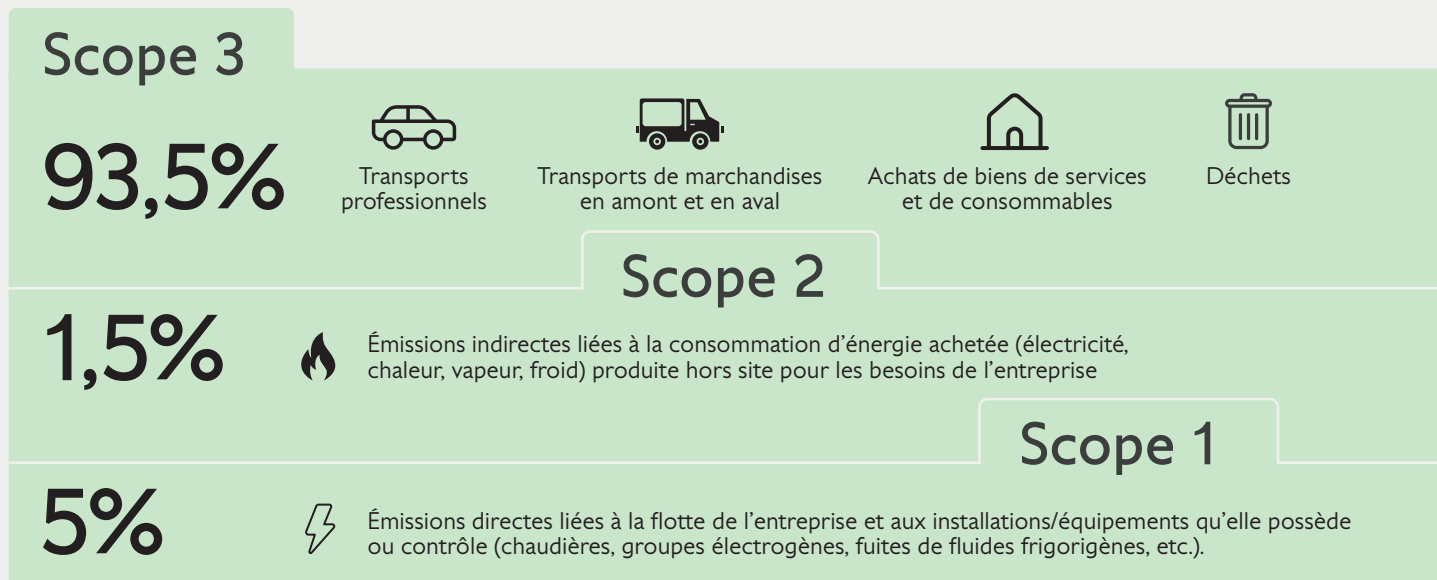 Scope 3
93,5%
Transports
professionnels
Transports de marchandises
en amont et en aval
Achats de biens de services
et de consommables
Déchets
Scope 2
1,5%
Émissions indirectes liées à la consommation d’énergie achetée (électricité,
chaleur, vapeur, froid) produite hors site pour les besoins de l’entreprise
Scope 1
5%
Émissions directes liées à la flotte de l’entreprise et aux installations/équipements qu’elle possède
ou contrôle (chaudières, groupes électrogènes, fuites de fluides frigorigènes, etc.).